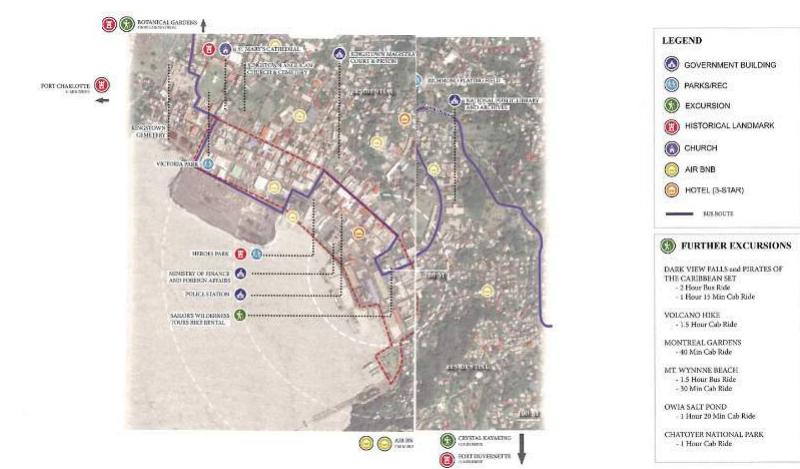 BOTANICAL GARDENS
ST. MARY'S CATHEDRAL
KINGSTOWN ANGLICAN
CHURCH & CEMETERY
KINGSTOWN MAGISTRATE
COURT & PRISON
FORT CHARLOTTE
RESIDENTIAL
RICHMOND PLAYING FIELD
NATIONAL PUBLIC LIBRARY
AND ARCHIVES
KINGSTOWN
CEMETERY
VICTORIA PARK
HEROES PARK
MINISTRY OF FINANCE
AND FOREIGN AFFAIRS
POLICE STATION
SAILOR'S WILDERNESS
TOURS BIKE RENTAL
RESIDENTIAL
AIR BNB
CRYSTAL KAYAKING
FORT DUVERNETTE
LEGEND
GOVERNMENT BUILDING
PARKS/REC
EXCURSION
HISTORICAL LANDMARK
CHURCH
AIR BNB
HOTEL (3-STAR)
BUS ROUTE
FURTHER EXCURSIONS
DARK VIEW FALLS and PIRATES OF
THE CARIBBEAN SET
- 2 Hour Bus Ride
- 1 Hour 15 Min Cab Ride
VOLCANO HIKE
- 1.5 Hour Cab Ride
MONTREAL GARDENS
- 40 Min Cab Ride
MT. WYNNNE BEACH
- 1.5 Hour Bus Ride
- 30 Min Cab Ride
OWIA SALT POND
- 1 Hour 20 Min Cab Ride
CHATOYER NATIONAL PARK
- 1 Hour Cab Ride